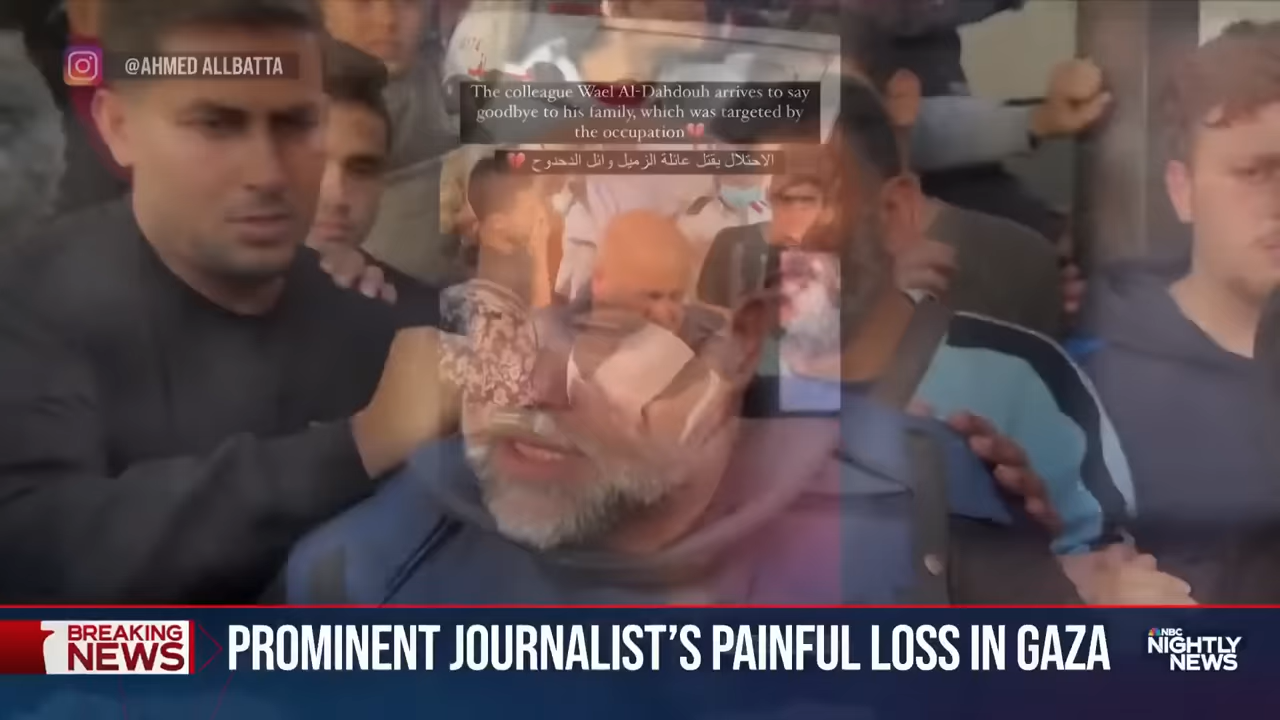 @AHMED ALLBATTA
The colleague Wael Al-Dahdouh arrives to say
goodbye to his family, which was targeted by
the occupation💔
الاحتلال يقتل عائلة الزميل وائل الدحدوح 💔
BREAKING
NEWS
PROMINENT JOURNALIST'S PAINFUL LOSS IN GAZA
NBC
NIGHTLY
NEWS